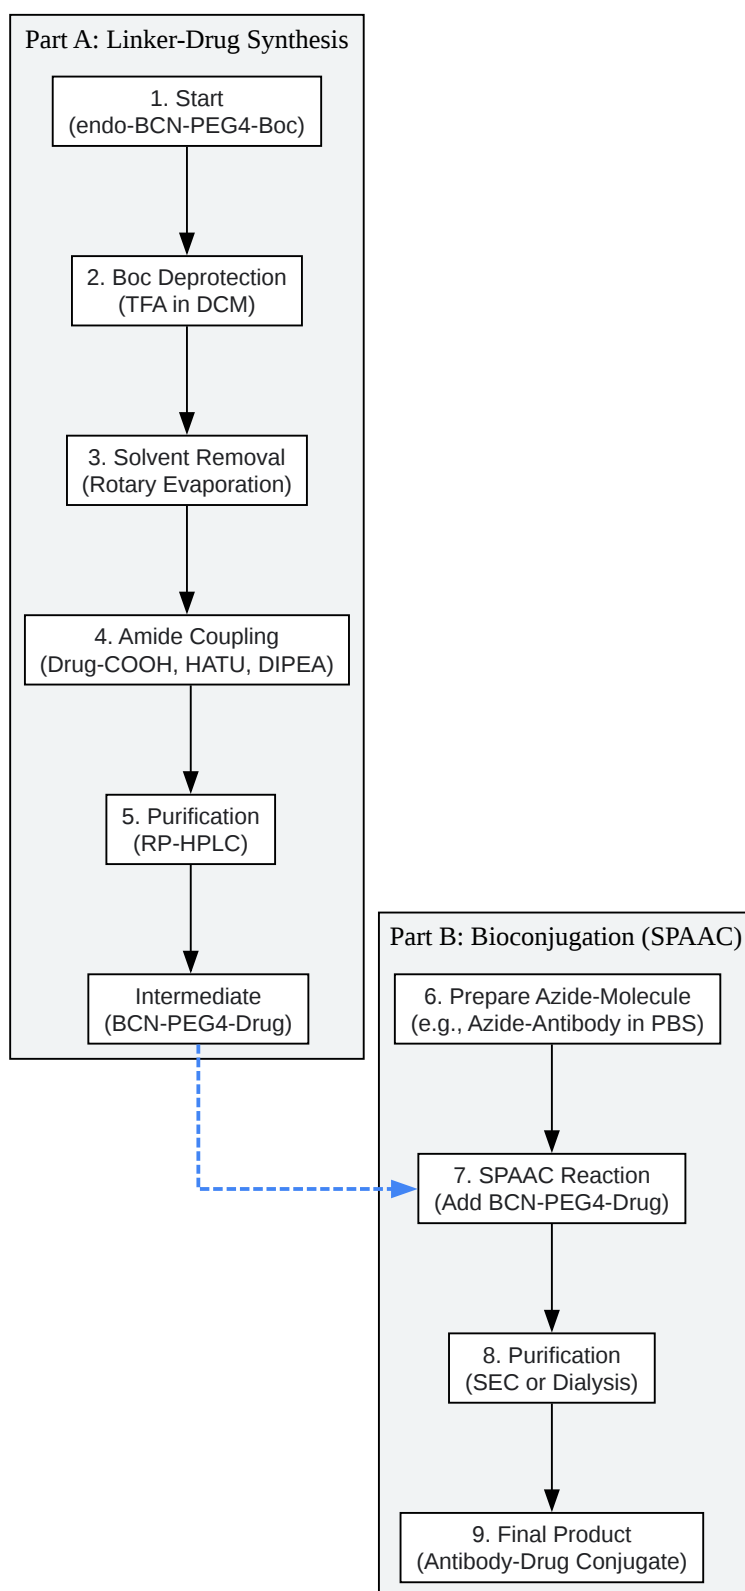 Part A: Linker-Drug Synthesis
1. Start
(endo-BCN-PEG4-Boc)
2. Boc Deprotection
(TFA in DCM)
3. Solvent Removal
(Rotary Evaporation)
4. Amide Coupling
(Drug-COOH, HATU, DIPEA)
5. Purification
(RP-HPLC)
Intermediate
(BCN-PEG4-Drug)
Part B: Bioconjugation (SPAAC)
6. Prepare Azide-Molecule
(e.g., Azide-Antibody in PBS)
7. SPAAC Reaction
(Add BCN-PEG4-Drug)
8. Purification
(SEC or Dialysis)
9. Final Product
(Antibody-Drug Conjugate)